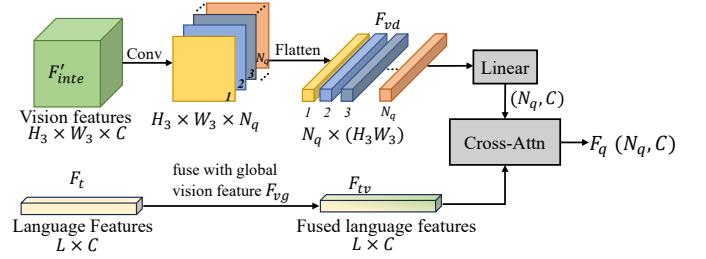 F'inte
Vision features
H₃ × W₃ × C
Conv
1
2
3
Nq
H₃ × W₃ × Nq
Flatten
Fvd
...
1 2 3 Nq
Nq × (H₃W₃)
Linear
(Nq, C)
Cross-Attn
Fq (Nq, C)
Ft
Language Features
L × C
fuse with global
vision feature Fvg
Ftv
Fused language features
L × C